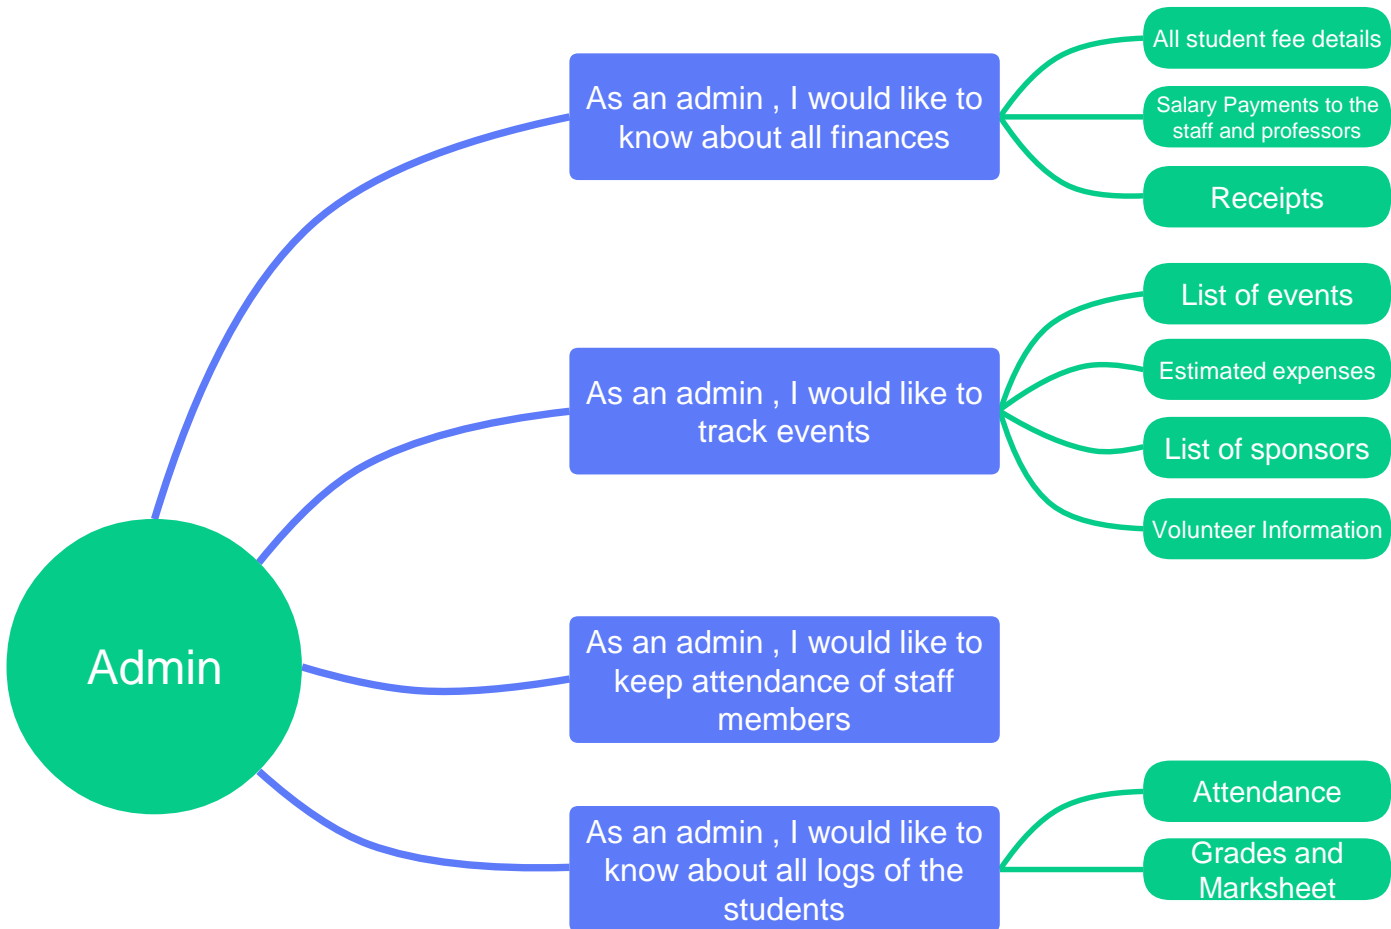 Admin
As an admin , I would like to
know about all finances
All student fee details
Salary Payments to the
staff and professors
Receipts
As an admin , I would like to
track events
List of events
Estimated expenses
List of sponsors
Volunteer Information
As an admin , I would like to
keep attendance of staff
members
As an admin , I would like to
know about all logs of the
students
Attendance
Grades and
Marksheet